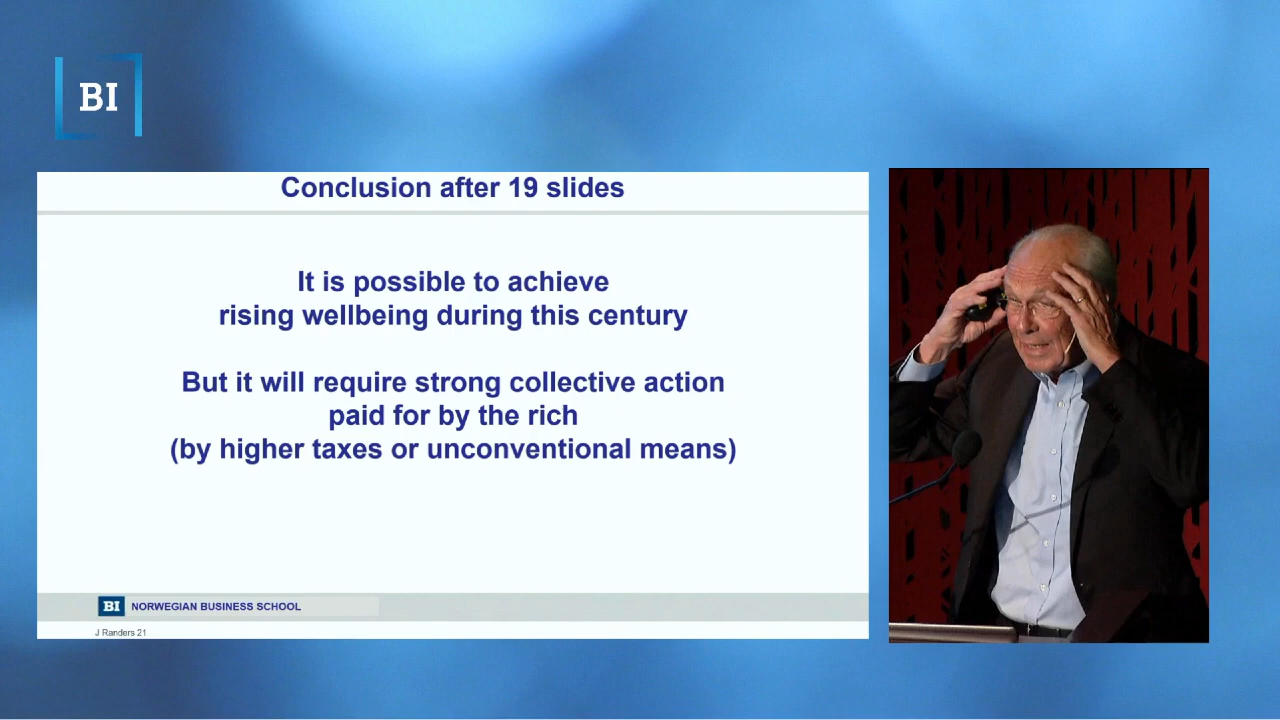 BI
Conclusion after 19 slides
It is possible to achieve
rising wellbeing during this century
But it will require strong collective action
paid for by the rich
(by higher taxes or unconventional means)
BI NORWEGIAN BUSINESS SCHOOL
J Randers 21